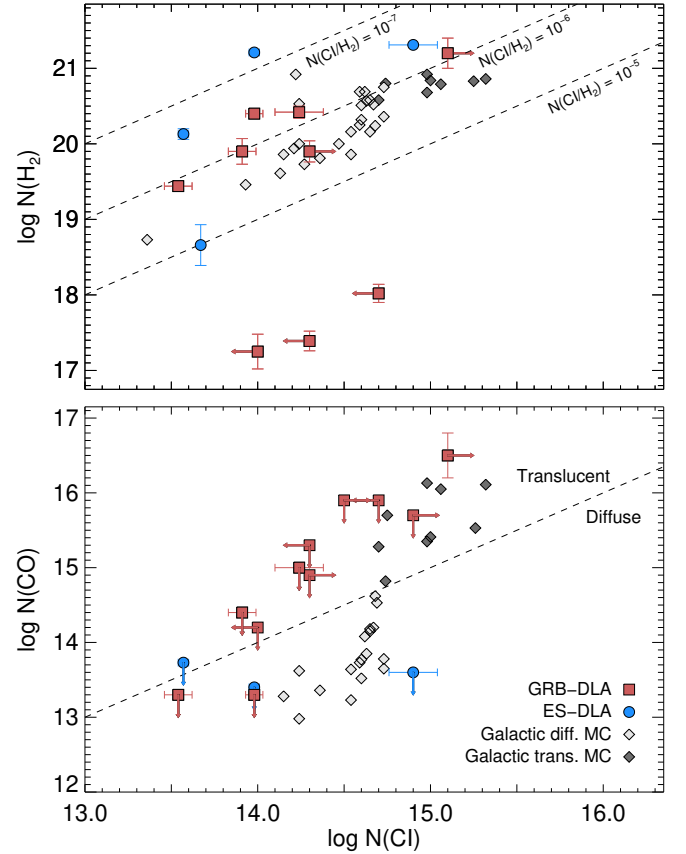 log N(H₂)
21
20
19
18
17
N(CI/H₂) = 10⁻⁷
N(CI/H₂) = 10⁻⁶
N(CI/H₂) = 10⁻⁵
log N(CO)
17
16
15
14
13
12
Translucent
Diffuse
GRB−DLA
ES−DLA
Galactic diff. MC
Galactic trans. MC
13.0 14.0 15.0 16.0
log N(CI)